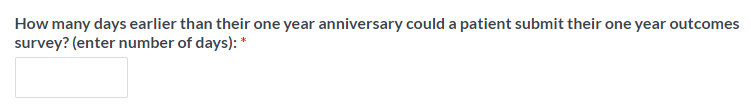 How many days earlier than their one year anniversary could a patient submit their one year outcomes
survey? (enter number of days): *